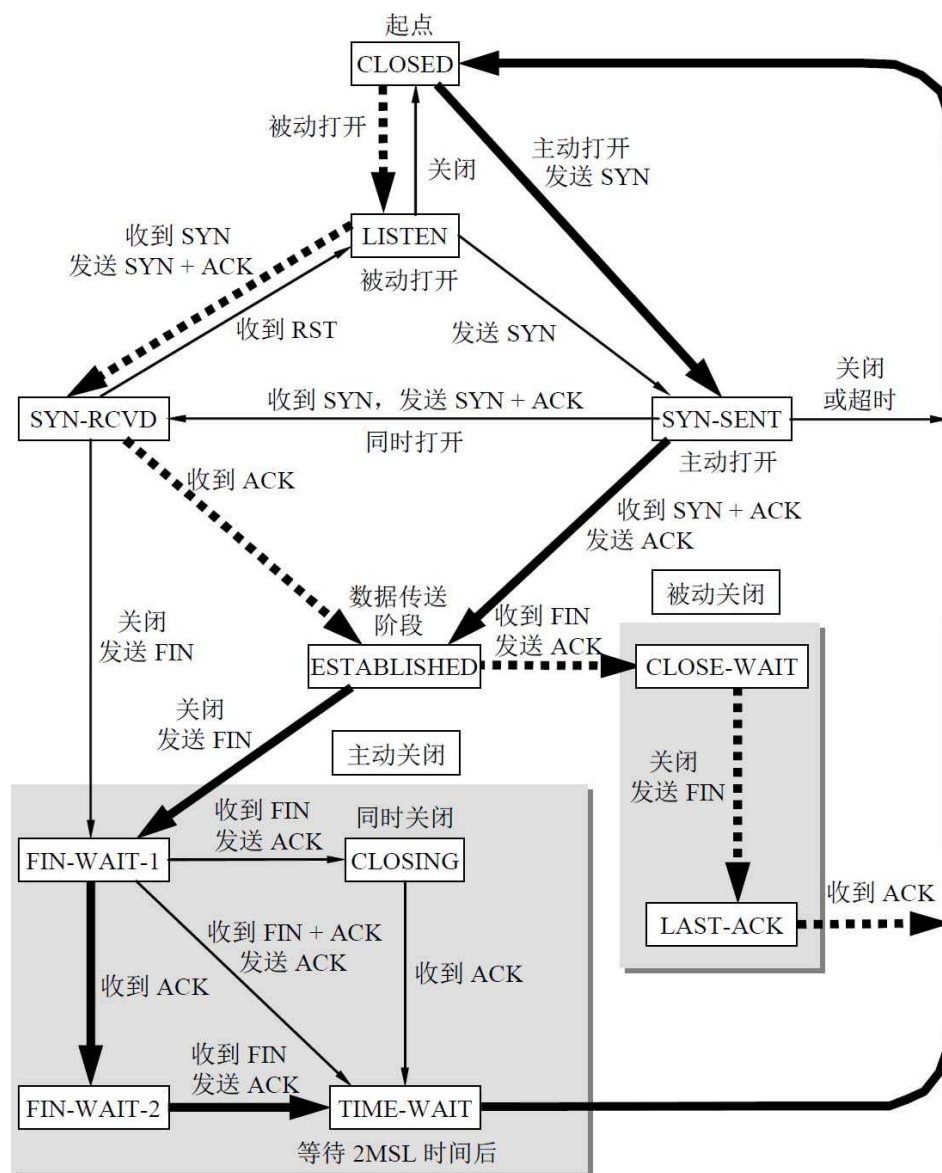 起点
CLOSED
被动打开
关闭
主动打开
发送 SYN
收到 SYN
发送 SYN + ACK
LISTEN
被动打开
收到 RST
发送 SYN
关闭
或超时
SYN-RCVD
收到 SYN，发送 SYN + ACK
同时打开
SYN-SENT
主动打开
收到 ACK
收到 SYN + ACK
发送 ACK
数据传送
阶段
被动关闭
关闭
发送 FIN
收到 FIN
发送 ACK
ESTABLISHED
CLOSE-WAIT
关闭
发送 FIN
主动关闭
关闭
发送 FIN
收到 FIN
发送 ACK
同时关闭
FIN-WAIT-1
CLOSING
收到 ACK
LAST-ACK
收到 FIN + ACK
发送 ACK
收到 ACK
收到 ACK
收到 FIN
发送 ACK
FIN-WAIT-2
TIME-WAIT
等待 2MSL 时间后